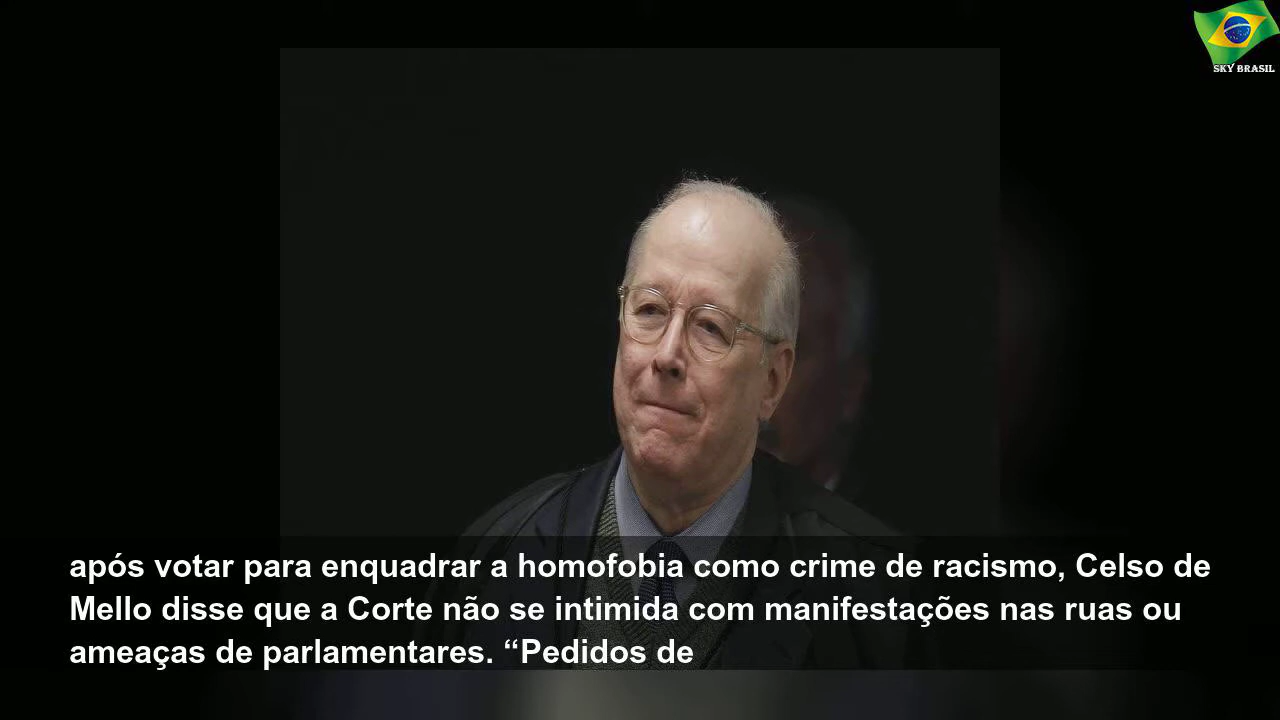 SKY BRASIL
após votar para enquadrar a homofobia como crime de racismo, Celso de
Mello disse que a Corte não se intimida com manifestações nas ruas ou
ameaças de parlamentares. “Pedidos de